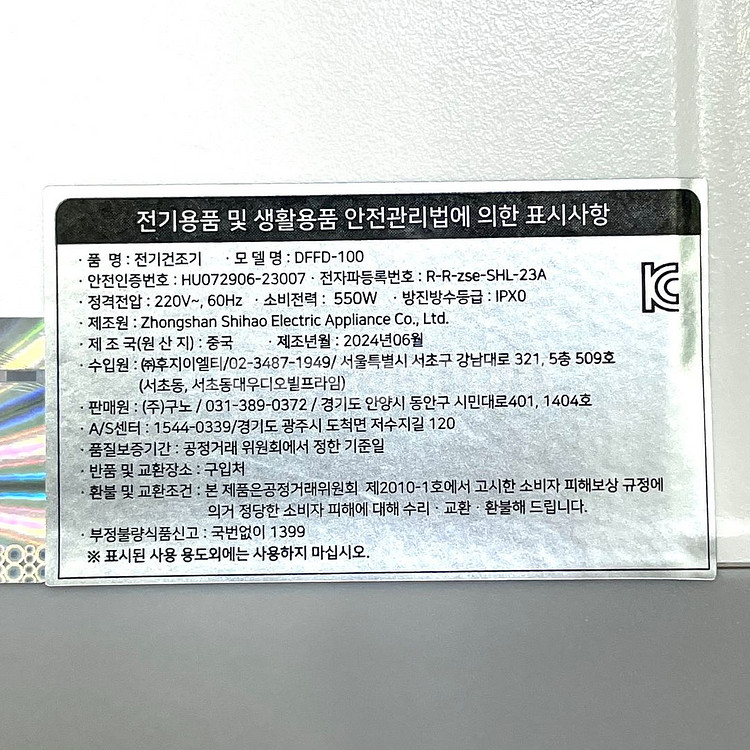 전기용품 및 생활용품 안전관리법에 의한 표시사항
· 품 명 : 전기건조기 · 모 델 명 : DFFD-100
· 안전인증번호 : HU072906-23007 · 전자파등록번호 : R-R-zse-SHL-23A
· 정격전압 : 220V~, 60Hz · 소비전력 : 550W · 방진방수등급 : IPX0
· 제조원 : Zhongshan Shihao Electric Appliance Co., Ltd.
· 제 조 국(원 산 지) : 중국 · 제조년월 : 2024년06월
· 수입원 : ㈜후지이엘티/02-3487-1949/ 서울특별시 서초구 강남대로 321, 5층 509호
(서초동, 서초동대우디오빌프라임)
· 판매원 : (주)구노 / 031-389-0372 / 경기도 안양시 동안구 시민대로401, 1404호
· A/S센터 : 1544-0339/경기도 광주시 도척면 저수지길 120
· 품질보증기간 : 공정거래 위원회에서 정한 기준일
· 반품 및 교환장소 : 구입처
· 환불 및 교환조건 : 본 제품은공정거래위원회 제2010-1호에서 고시한 소비자 피해보상 규정에
의거 정당한 소비자 피해에 대해 수리 · 교환 · 환불해 드립니다.
· 부정불량식품신고 : 국번없이 1399
※ 표시된 사용 용도외에는 사용하지 마십시오.